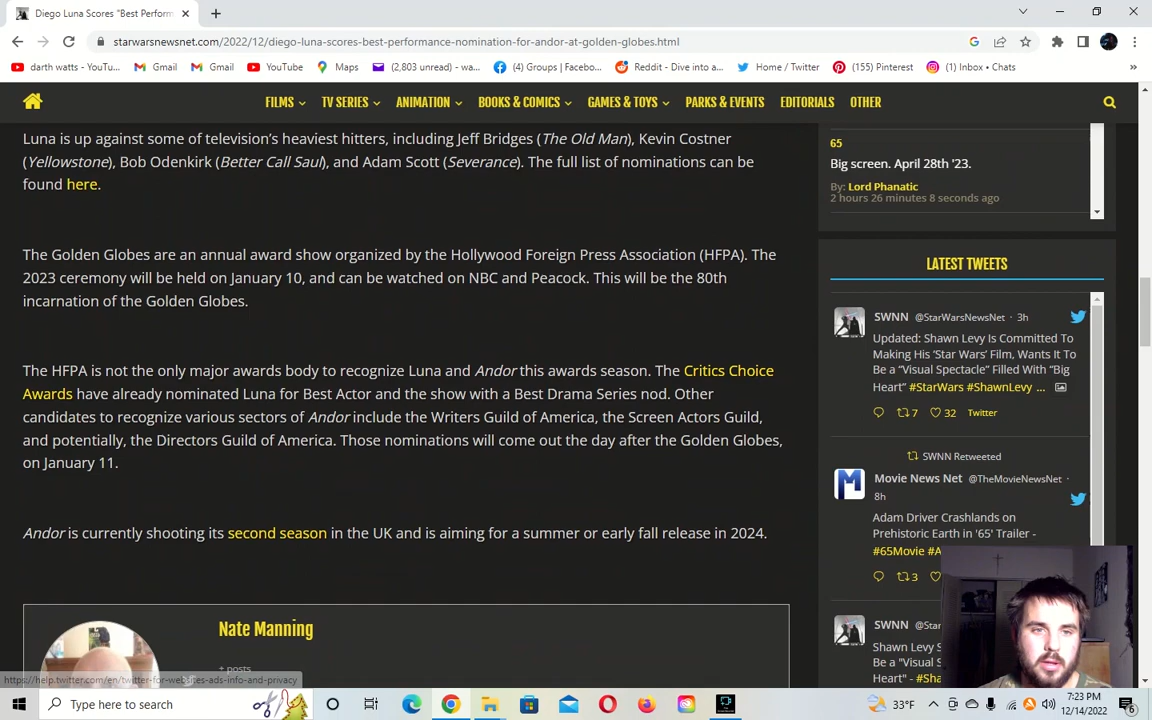 Diego Luna Scores "Best Perform
starwarsnewsnet.com/2022/12/diego-luna-scores-best-performance-nomination-for-andor-at-golden-globes.html
darth watts - YouTu...
Gmail
Gmail
YouTube
Maps
(2,803 unread) - wa...
(4) Groups | Facebo...
Reddit - Dive into a...
Home / Twitter
(155) Pinterest
(1) Inbox • Chats
»
FILMS
TV SERIES
ANIMATION
BOOKS & COMICS
GAMES & TOYS
PARKS & EVENTS
EDITORIALS
OTHER
Luna is up against some of television's heaviest hitters, including Jeff Bridges (The Old Man), Kevin Costner
(Yellowstone), Bob Odenkirk (Better Call Saul), and Adam Scott (Severance). The full list of nominations can be
found here.
The Golden Globes are an annual award show organized by the Hollywood Foreign Press Association (HFPA). The
2023 ceremony will be held on January 10, and can be watched on NBC and Peacock. This will be the 80th
incarnation of the Golden Globes.
The HFPA is not the only major awards body to recognize Luna and Andor this awards season. The Critics Choice
Awards have already nominated Luna for Best Actor and the show with a Best Drama Series nod. Other
candidates to recognize various sectors of Andor include the Writers Guild of America, the Screen Actors Guild,
and potentially, the Directors Guild of America. Those nominations will come out the day after the Golden Globes,
on January 11.
Andor is currently shooting its second season in the UK and is aiming for a summer or early fall release in 2024.
Nate Manning
+ posts
65
Big screen. April 28th '23.
By: Lord Phanatic
2 hours 26 minutes 8 seconds ago
LATEST TWEETS
SWNN @StarWarsNewsNet · 3h
Updated: Shawn Levy Is Committed To
Making His 'Star Wars' Film, Wants It To
Be a "Visual Spectacle" Filled With "Big
Heart" #StarWars #ShawnLevy ...
7 32 Twitter
SWNN Retweeted
Movie News Net @TheMovieNewsNet ·
8h
Adam Driver Crashlands on
Prehistoric Earth in '65' Trailer -
#65Movie #A
3
SWNN @Star
Shawn Levy S
Be a "Visual S
Heart" - #Sha
https://help.twitter.com/en/twitter-for-websites-ads-info-and-privacy
Type here to search
33°F
7:23 PM
12/14/2022
6